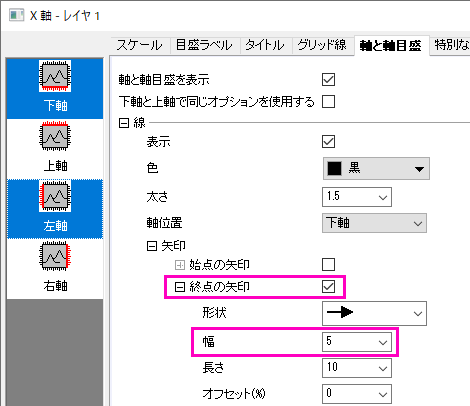 X 軸 - レイヤ 1
スケール 目盛ラベル タイトル グリッド線 軸と軸目盛 特別な
下軸
上軸
左軸
右軸
軸と軸目盛を表示
下軸と上軸で同じオプションを使用する
線
表示
色 黒
太さ 1.5
軸位置 下軸
矢印
始点の矢印
終点の矢印
形状
幅 5
長さ 10
オフセット(%) 0